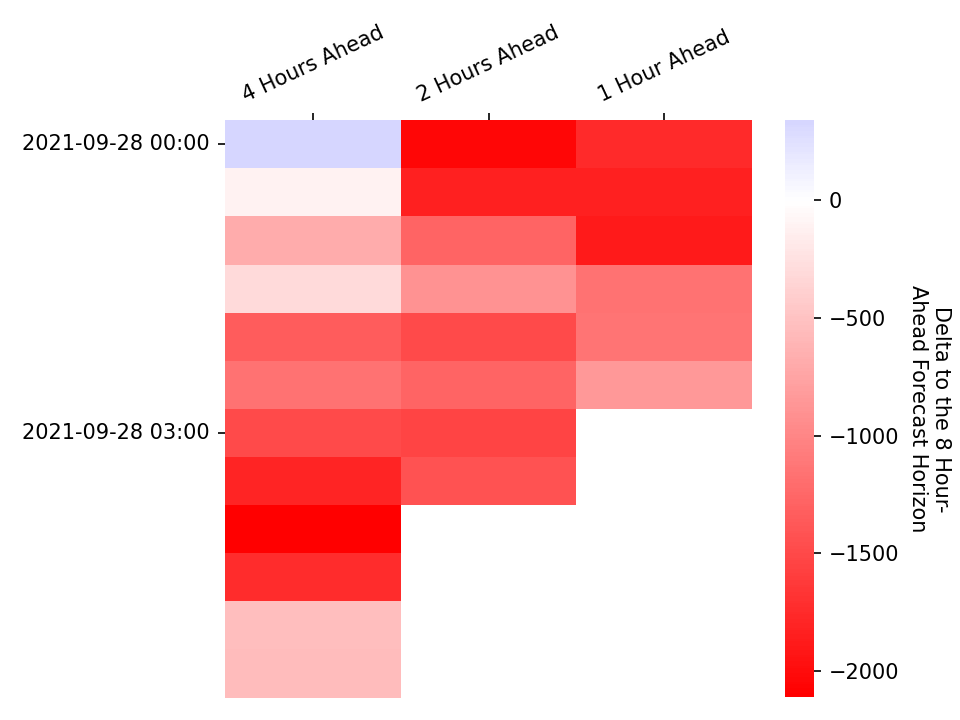 4 Hours Ahead
2 Hours Ahead
1 Hour Ahead
2021-09-28 00:00
2021-09-28 03:00
0
−500
−1000
−1500
−2000
Delta to the 8 Hour-
Ahead Forecast Horizon